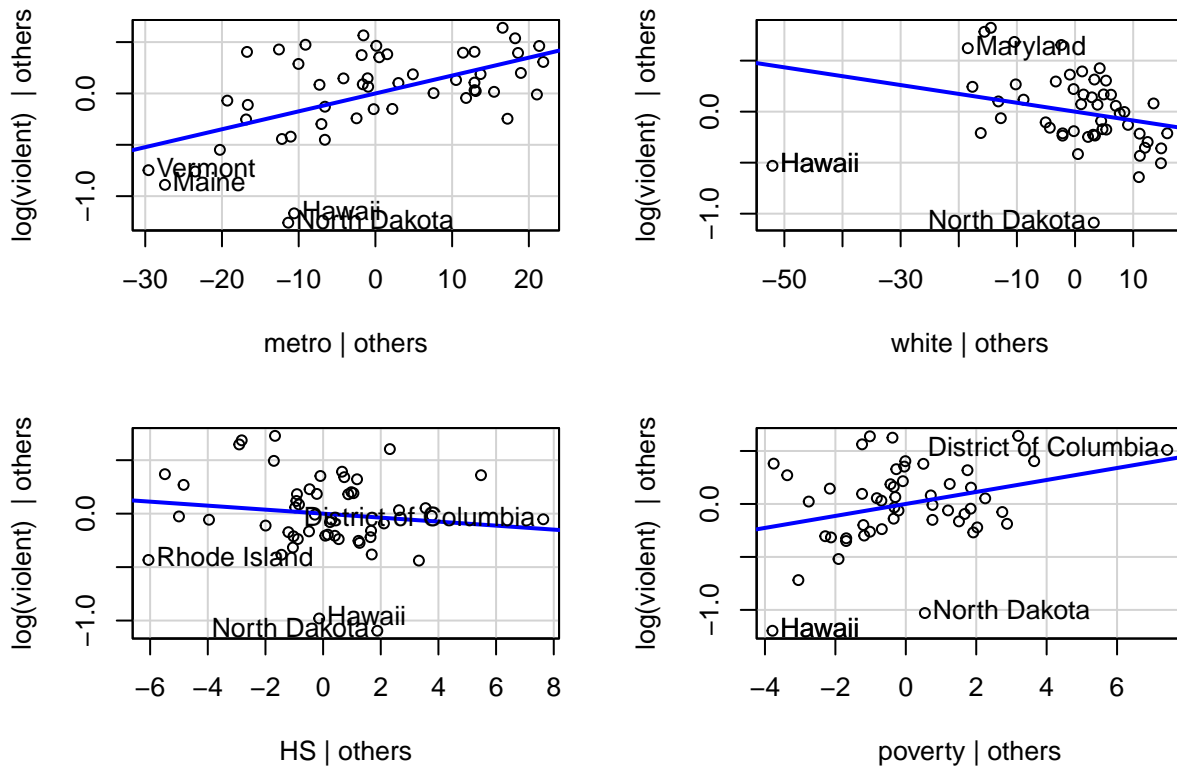 log(violent) | others
0.0
−1.0
Vermont
Maine
Hawaii
North Dakota
−30 −20 −10 0 10 20
metro | others
log(violent) | others
0.0
−1.0
Maryland
Hawaii
North Dakota
−50 −30 −10 0 10
white | others
log(violent) | others
0.0
−1.0
District of Columbia
Rhode Island
Hawaii
North Dakota
−6 −4 −2 0 2 4 6
HS | others
log(violent) | others
0.0
−1.0
District of Columbia
North Dakota
Hawaii
−4 −2 0 2 4 6
poverty | others